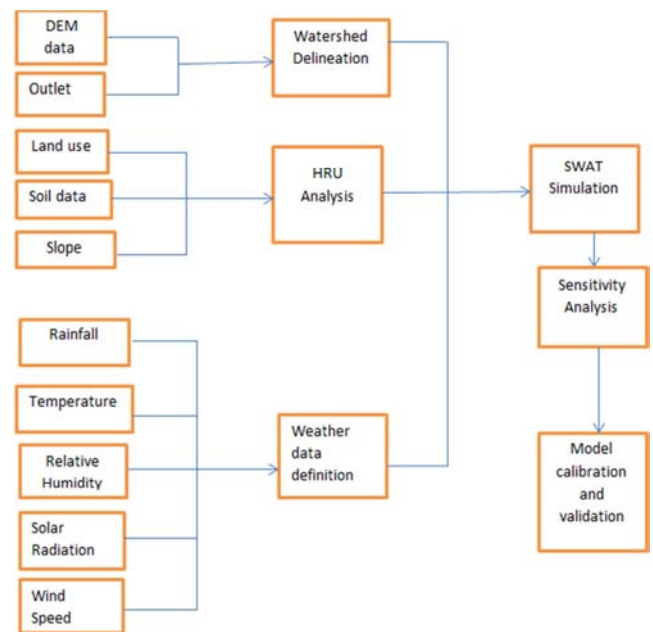 DEM
data
Outlet
Watershed
Delineation
Land use
Soil data
Slope
HRU
Analysis
SWAT
Simulation
Sensitivity
Analysis
Model
calibration
and
validation
Rainfall
Temperature
Relative
Humidity
Solar
Radiation
Wind
Speed
Weather
data
definition